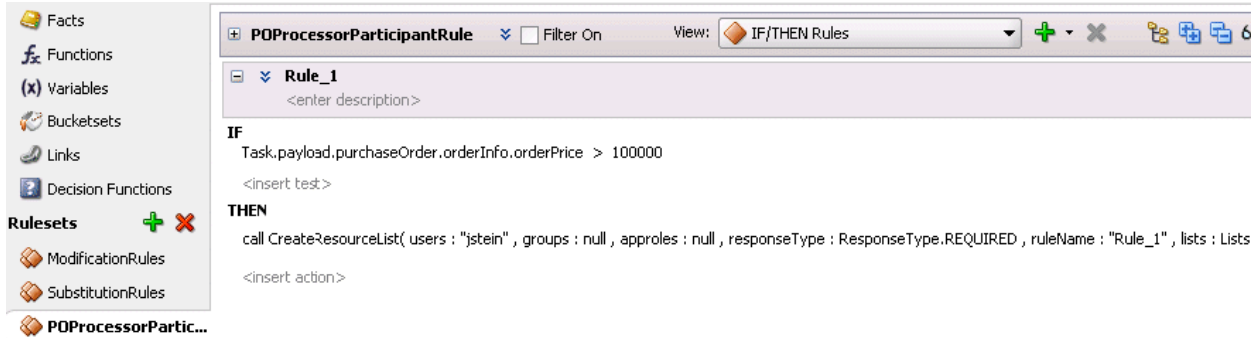 Facts
fx Functions
(x) Variables
Bucketsets
Links
Decision Functions
Rulesets
ModificationRules
SubstitutionRules
POProcessorPartic...
POProcessorParticipantRule Filter On View: IF/THEN Rules 6
Rule_1
<enter description>
IF
Task.payload.purchaseOrder.orderInfo.orderPrice > 100000
<insert test>
THEN
call CreateResourceList( users : "jstein" , groups : null , approles : null , responseType : ResponseType.REQUIRED , ruleName : "Rule_1" , lists : Lists
<insert action>